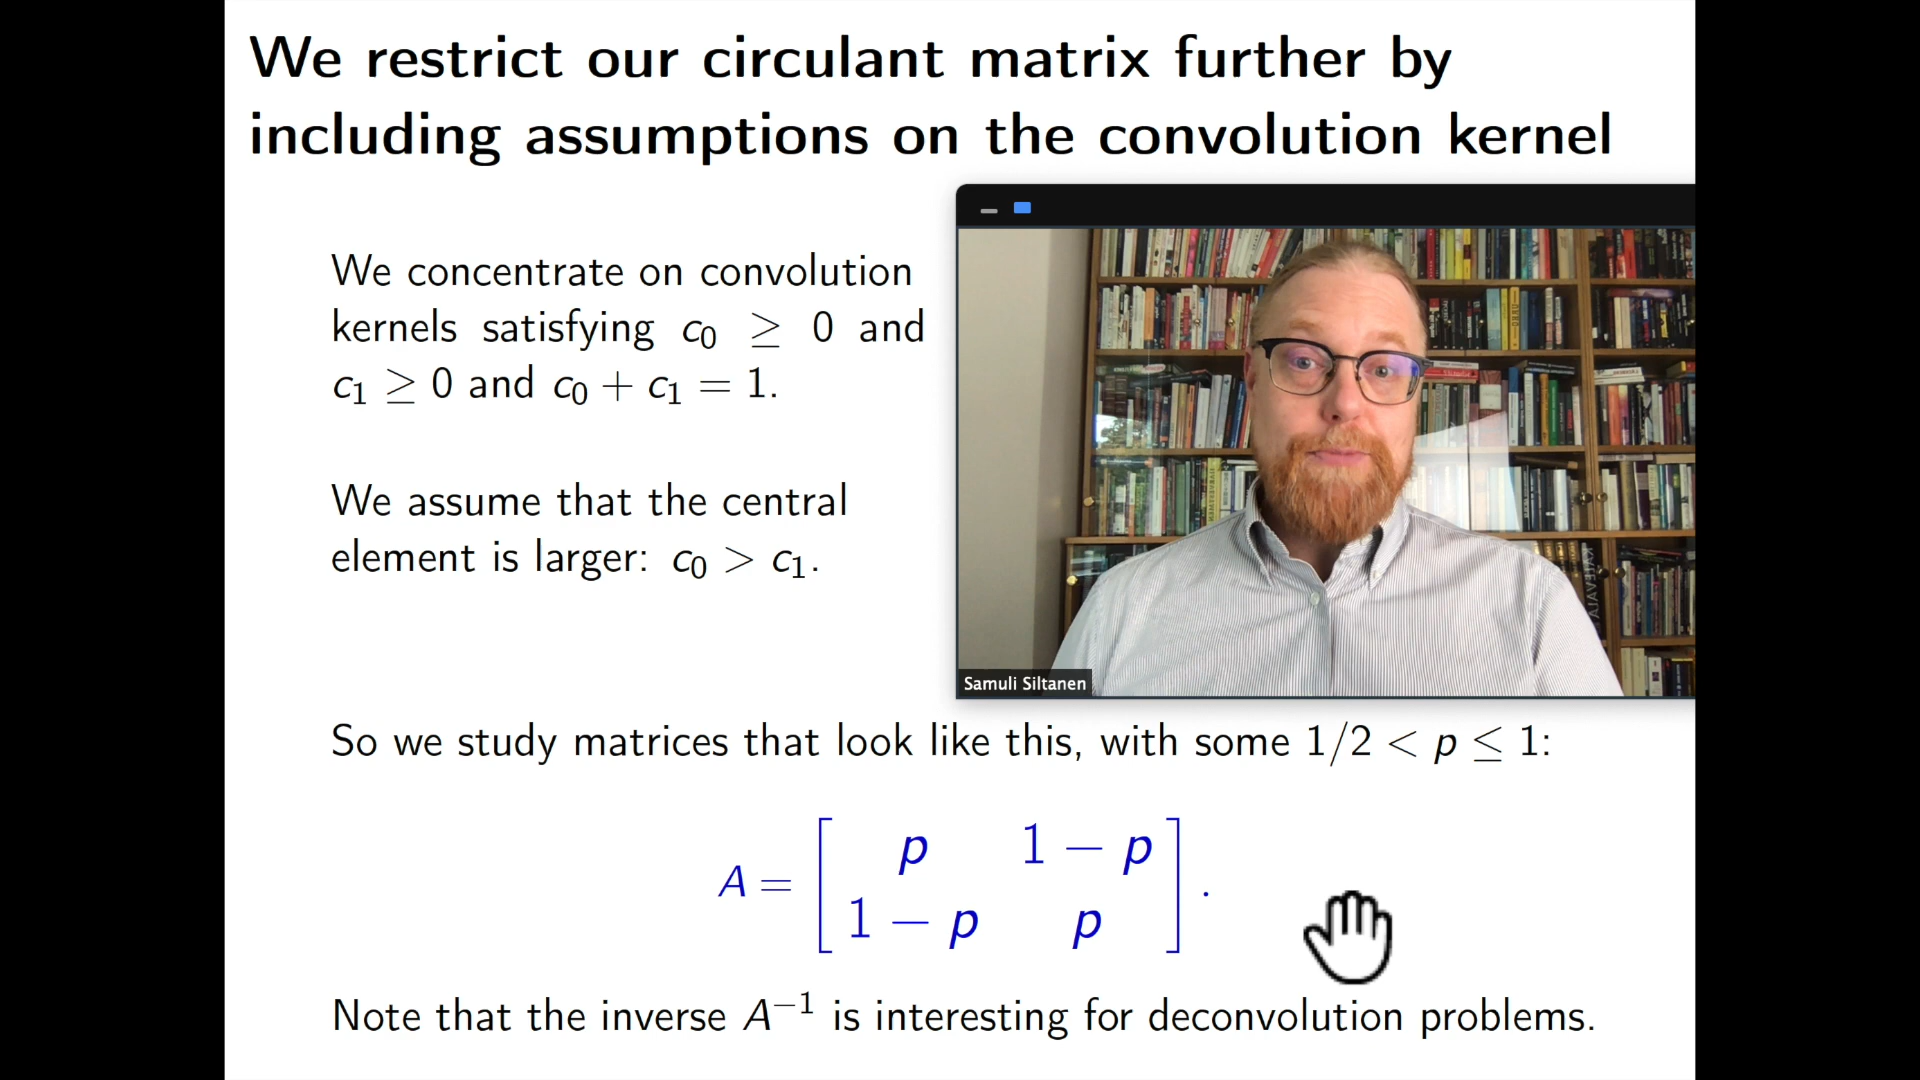 We restrict our circulant matrix further by
including assumptions on the convolution kernel
We concentrate on convolution
kernels satisfying c₀ ≥ 0 and
c₁ ≥ 0 and c₀ + c₁ = 1.
We assume that the central
element is larger: c₀ > c₁.
KALEVALA
Samuli Siltanen
So we study matrices that look like this, with some 1/2 < p ≤ 1:
A = [ p 1 − p
1 − p p ] .
Note that the inverse A⁻¹ is interesting for deconvolution problems.